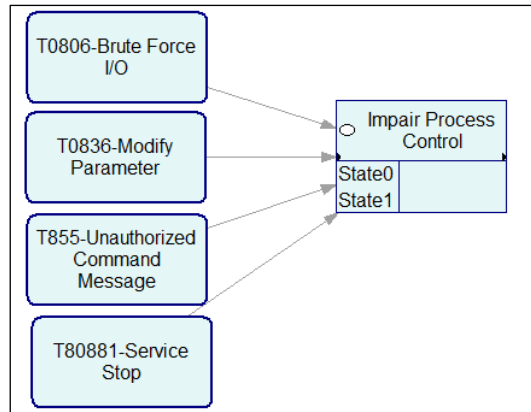 T0806-Brute Force
I/O
T0836-Modify
Parameter
T855-Unauthorized
Command
Message
T80881-Service
Stop
Impair Process
Control
State0
State1